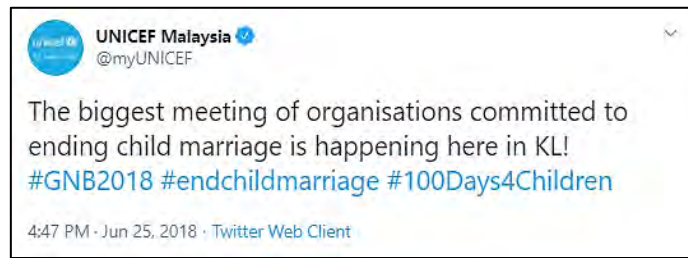 UNICEF Malaysia
@myUNICEF
The biggest meeting of organisations committed to
ending child marriage is happening here in KL!
#GNB2018 #endchildmarriage #100Days4Children
4:47 PM · Jun 25, 2018 · Twitter Web Client